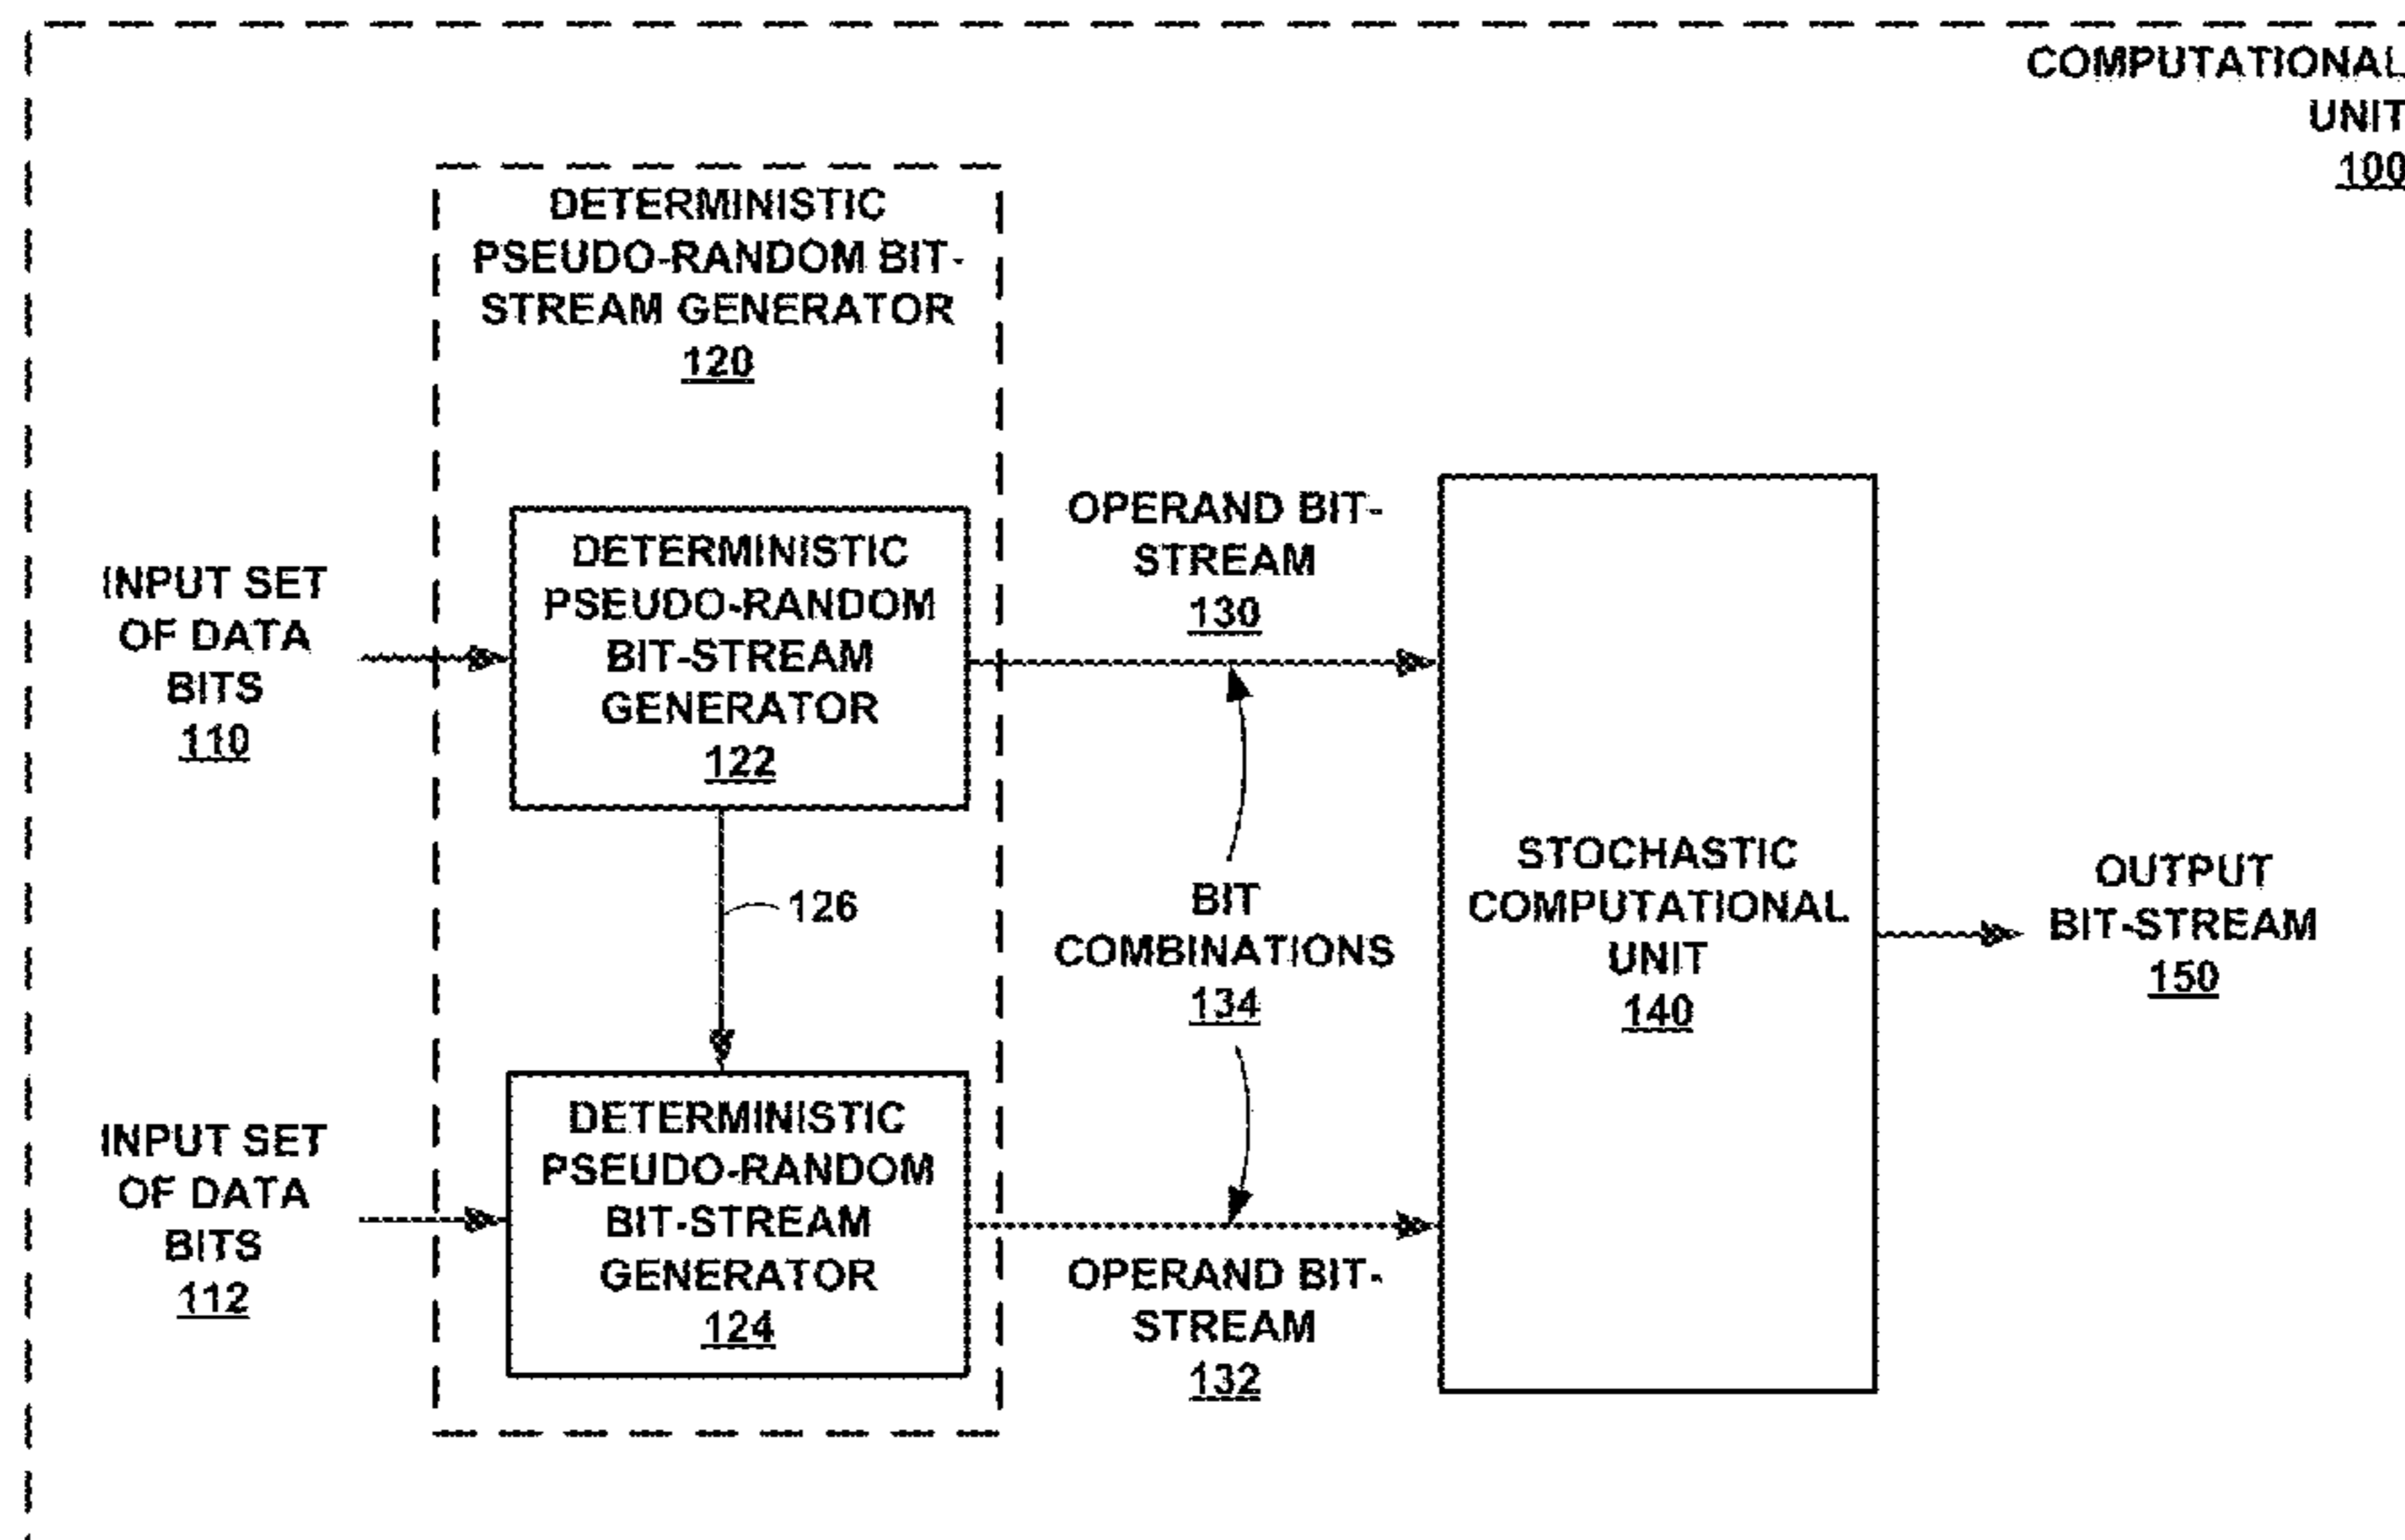 COMPUTATIONAL
UNIT
100
DETERMINISTIC
PSEUDO-RANDOM BIT-
STREAM GENERATOR
120
INPUT SET
OF DATA
BITS
110
DETERMINISTIC
PSEUDO-RANDOM
BIT-STREAM
GENERATOR
122
OPERAND BIT-
STREAM
130
126
BIT
COMBINATIONS
134
STOCHASTIC
COMPUTATIONAL
UNIT
140
OUTPUT
BIT-STREAM
150
INPUT SET
OF DATA
BITS
112
DETERMINISTIC
PSEUDO-RANDOM
BIT-STREAM
GENERATOR
124
OPERAND BIT-
STREAM
132